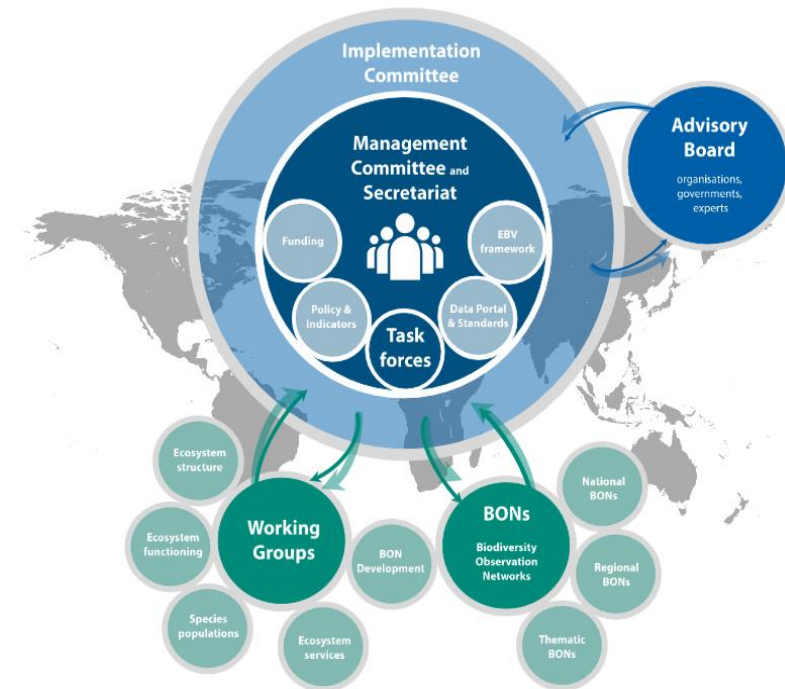 Implementation
Committee
Management
Committee and
Secretariat
Funding
EBV
framework
Policy &
Indicators
Data Portal
& Standards
Task
forces
Advisory
Board
organisations,
governments,
experts
Ecosystem
structure
Ecosystem
functioning
Species
populations
Working
Groups
Ecosystem
services
BON
Development
BONs
Biodiversity
Observation
Networks
National
BONs
Regional
BONs
Thematic
BONs